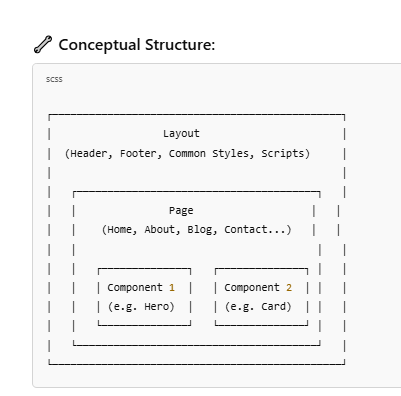 Conceptual Structure:
scss
Layout
(Header, Footer, Common Styles, Scripts)
Page
(Home, About, Blog, Contact...)
Component 1 Component 2
(e.g. Hero) (e.g. Card)